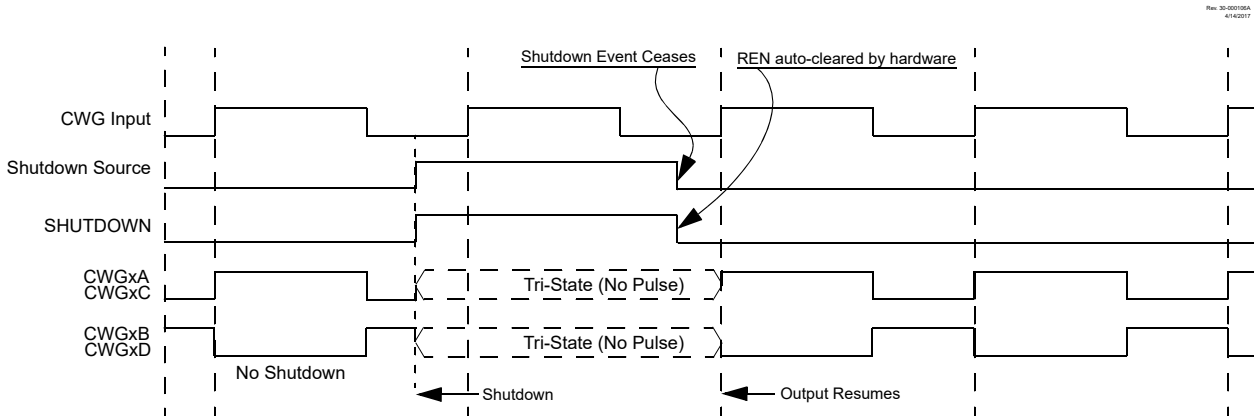 Rev. 30-000106A
4/14/2017
Shutdown Event Ceases
REN auto-cleared by hardware
CWG Input
Shutdown Source
SHUTDOWN
CWGxA
CWGxC
Tri-State (No Pulse)
CWGxB
CWGxD
Tri-State (No Pulse)
No Shutdown
Shutdown
Output Resumes